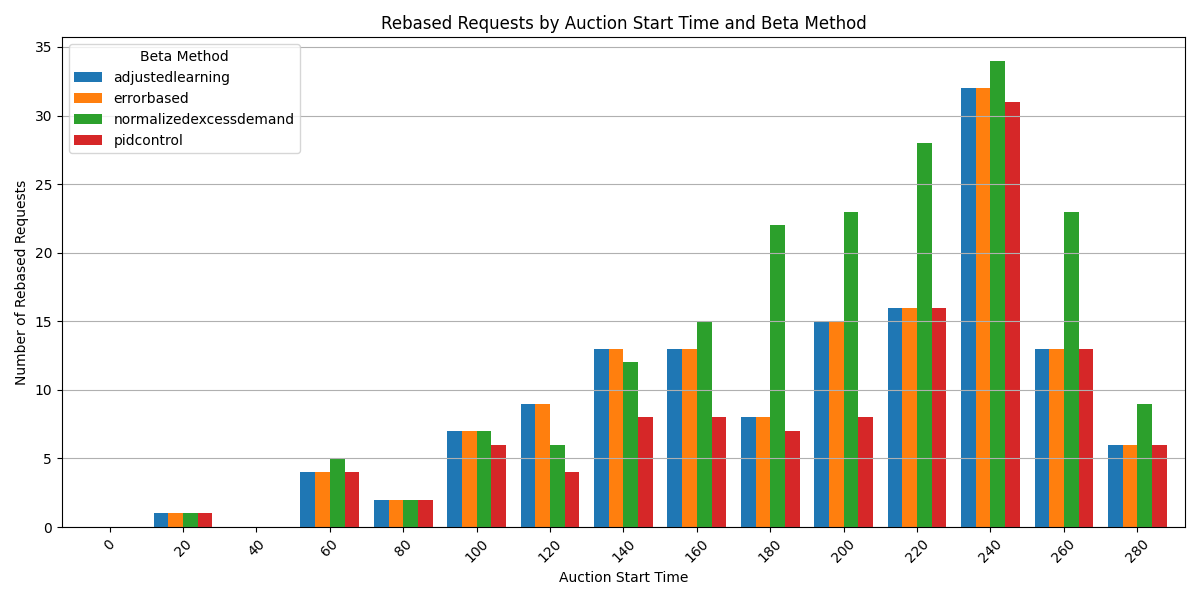 Rebased Requests by Auction Start Time and Beta Method
Beta Method
adjustedlearning
errorbased
normalizedexcessdemand
pidcontrol
Number of Rebased Requests
35
30
25
20
15
10
5
0
0 20 40 60 80 100 120 140 160 180 200 220 240 260 280
Auction Start Time